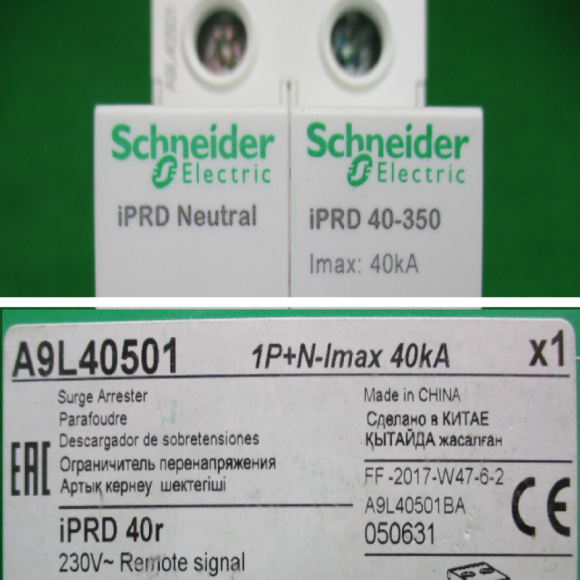 A9L40501
Schneider Electric
iPRD Neutral
Schneider Electric
iPRD 40-350
Imax: 40kA
A9L40501
1P+N-Imax 40kA
x1
Surge Arrester
Parafoudre
Descargador de sobretensiones
Ограничитель перенапряжения
Артық кернеу шектегіші
Made in CHINA
Сделано в КИТАЕ
ҚЫТАЙДА жасалған
EAC
FF -2017-W47-6-2
A9L40501BA
050631
CE
iPRD 40r
230V~ Remote signal